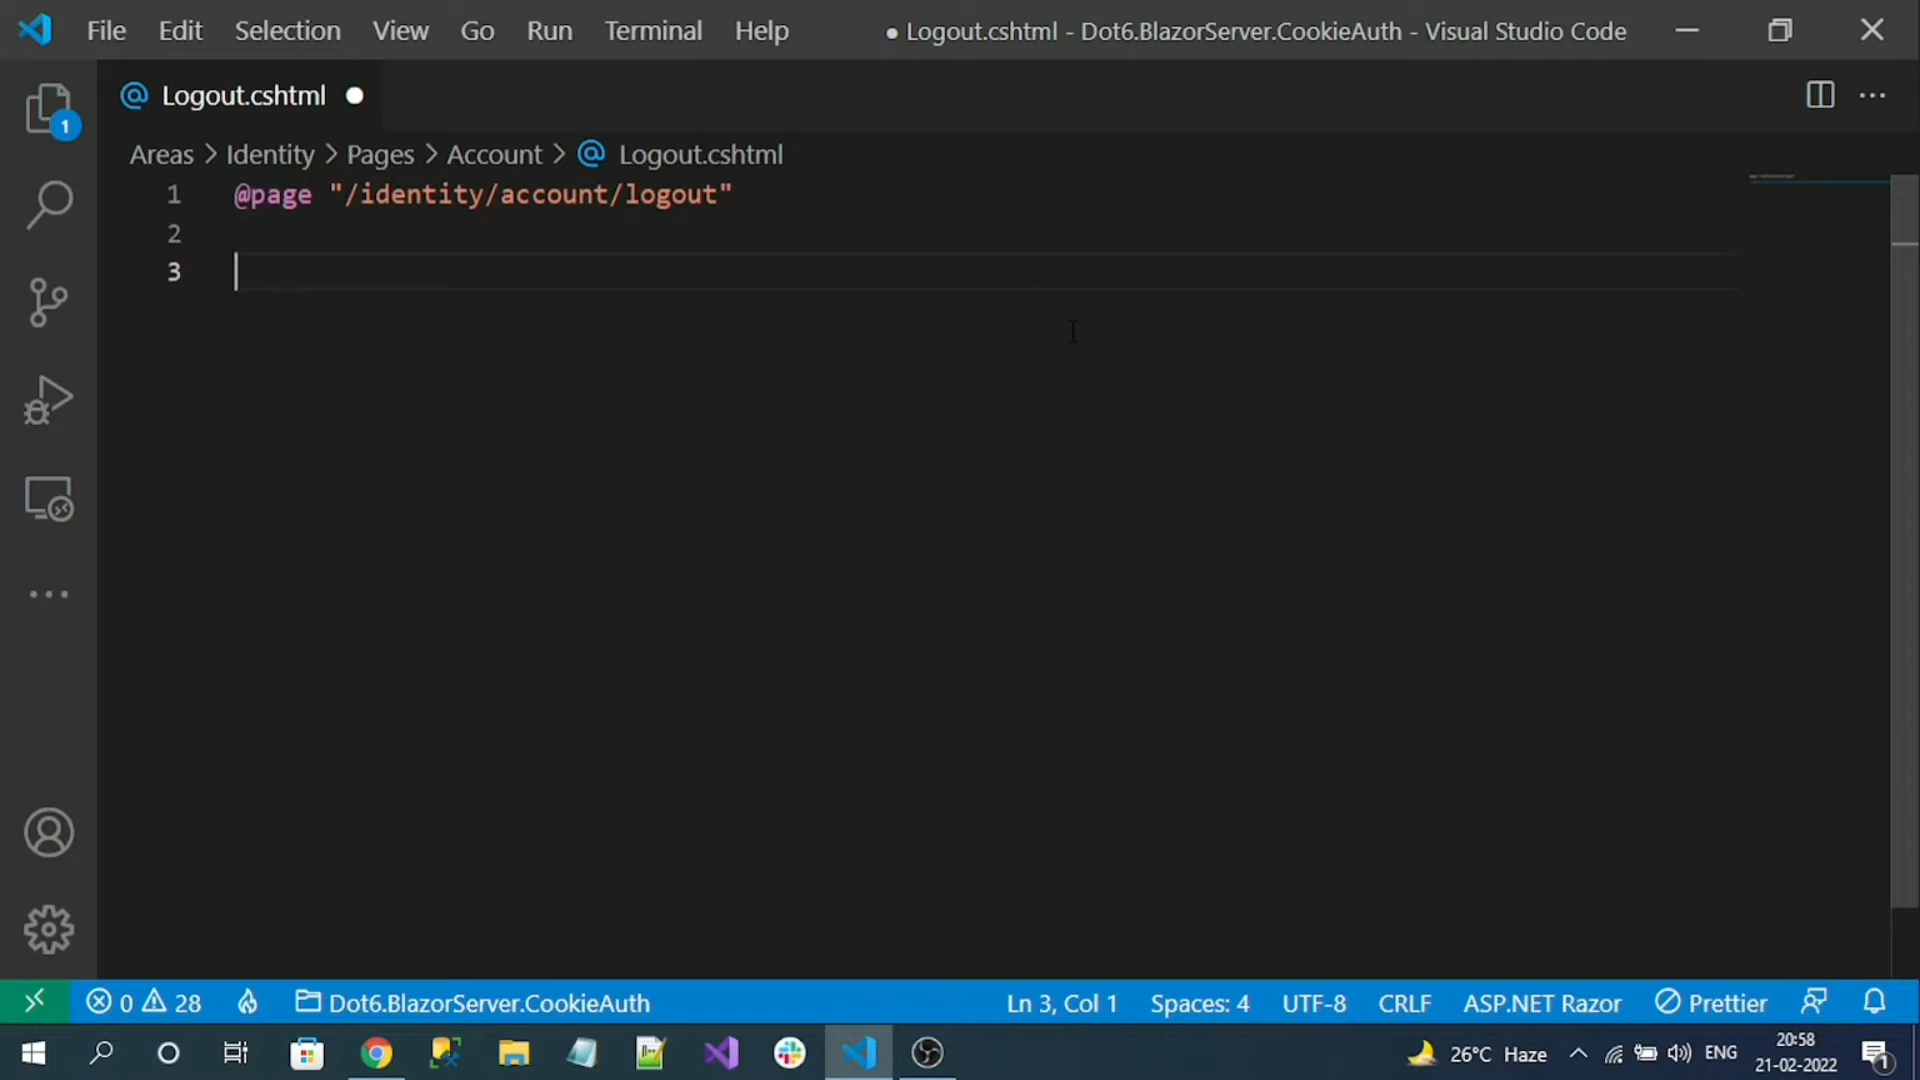 File Edit Selection View Go Run Terminal Help ● Logout.cshtml - Dot6.BlazorServer.CookieAuth - Visual Studio Code
@ Logout.cshtml ●
1
Areas > Identity > Pages > Account > @ Logout.cshtml
1 @page "/identity/account/logout"
2
3
0 28 Dot6.BlazorServer.CookieAuth Ln 3, Col 1 Spaces: 4 UTF-8 CRLF ASP.NET Razor Prettier
26°C Haze ENG 20:58
21-02-2022 1